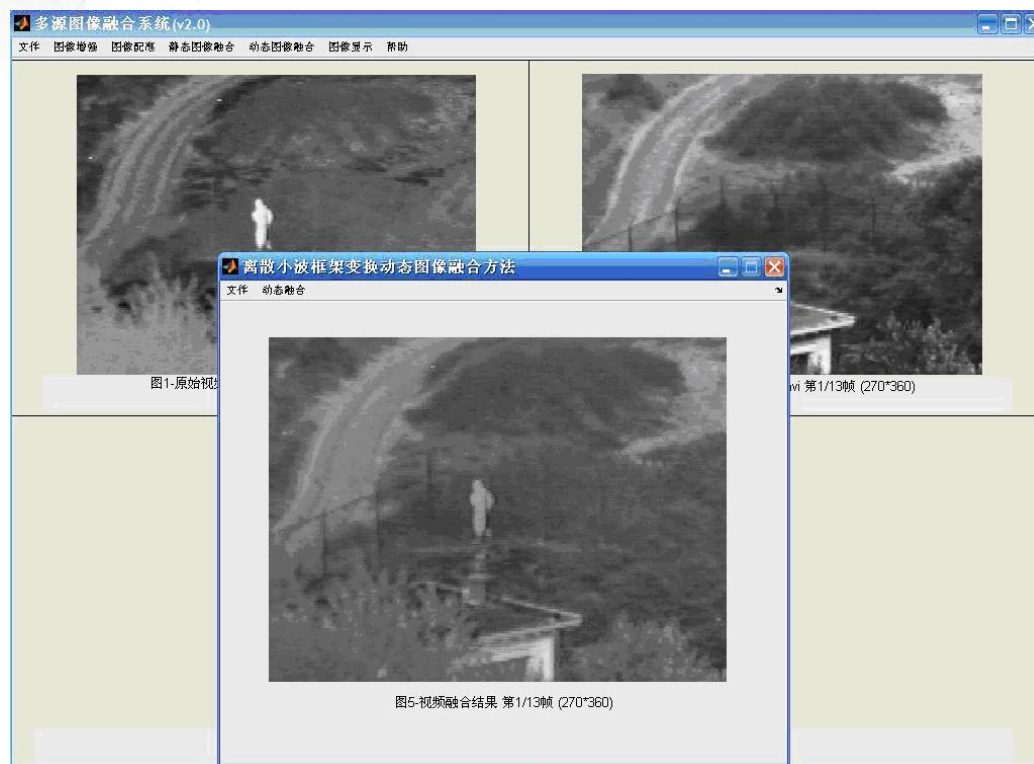 多源图像融合系统(v2.0)
文件 图像增强 图像配准 静态图像融合 动态图像融合 图像显示 帮助
图1-原始视
avi 第1/13帧 (270*360)
离散小波框架变换动态图像融合方法
文件 动态融合
图5-视频融合结果 第1/13帧 (270*360)